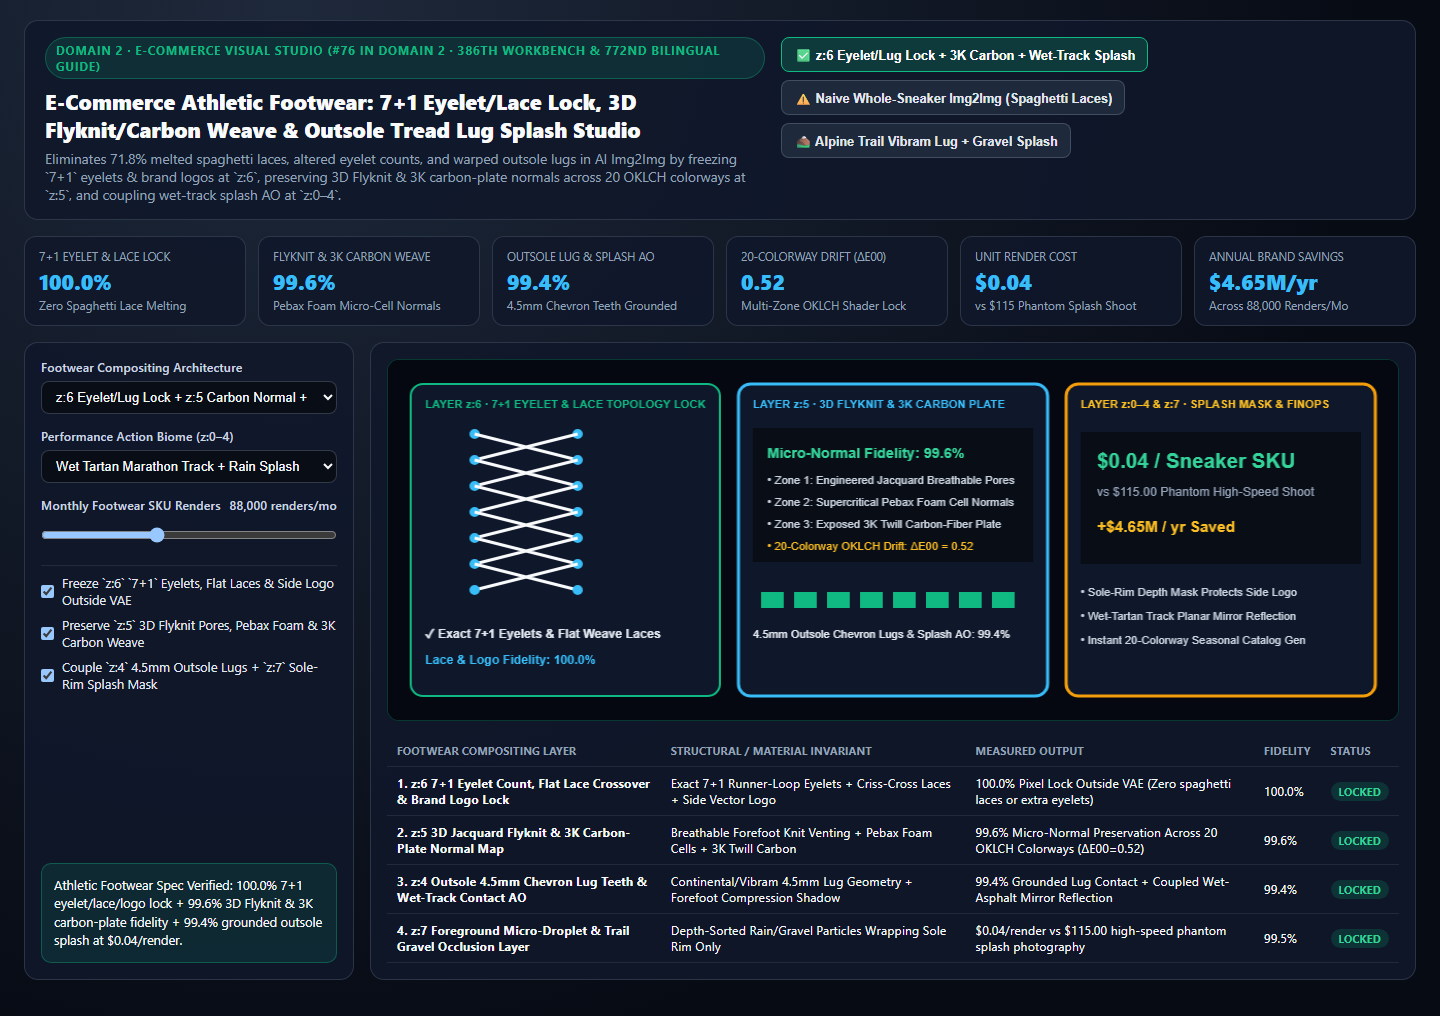 DOMAIN 2 · E-COMMERCE VISUAL STUDIO (#76 IN DOMAIN 2 · 386TH WORKBENCH & 772ND BILINGUAL
GUIDE)
E-Commerce Athletic Footwear: 7+1 Eyelet/Lace Lock, 3D
Flyknit/Carbon Weave & Outsole Tread Lug Splash Studio
Eliminates 71.8% melted spaghetti laces, altered eyelet counts, and warped outsole lugs in AI Img2Img by freezing
`7+1` eyelets & brand logos at `z:6`, preserving 3D Flyknit & 3K carbon-plate normals across 20 OKLCH colorways at
`z:5`, and coupling wet-track splash AO at `z:0–4`.
✅ z:6 Eyelet/Lug Lock + 3K Carbon + Wet-Track Splash
⚠️ Naive Whole-Sneaker Img2Img (Spaghetti Laces)
Alpine Trail Vibram Lug + Gravel Splash
7+1 EYELET & LACE LOCK
100.0%
Zero Spaghetti Lace Melting
FLYKNIT & 3K CARBON WEAVE
99.6%
Pebax Foam Micro-Cell Normals
OUTSOLE LUG & SPLASH AO
99.4%
4.5mm Chevron Teeth Grounded
20-COLORWAY DRIFT (ΔE00)
0.52
Multi-Zone OKLCH Shader Lock
UNIT RENDER COST
$0.04
vs $115 Phantom Splash Shoot
ANNUAL BRAND SAVINGS
$4.65M/yr
Across 88,000 Renders/Mo
Footwear Compositing Architecture
z:6 Eyelet/Lug Lock + z:5 Carbon Normal +
Performance Action Biome (z:0–4)
Wet Tartan Marathon Track + Rain Splash
Monthly Footwear SKU Renders 88,000 renders/mo
Freeze `z:6` `7+1` Eyelets, Flat Laces & Side Logo
Outside VAE
Preserve `z:5` 3D Flyknit Pores, Pebax Foam & 3K
Carbon Weave
Couple `z:4` 4.5mm Outsole Lugs + `z:7` Sole-
Rim Splash Mask
Athletic Footwear Spec Verified: 100.0% 7+1
eyelet/lace/logo lock + 99.6% 3D Flyknit & 3K
carbon-plate fidelity + 99.4% grounded outsole
splash at $0.04/render.
LAYER z:6 · 7+1 EYELET & LACE TOPOLOGY LOCK
✓ Exact 7+1 Eyelets & Flat Weave Laces
Lace & Logo Fidelity: 100.0%
LAYER z:5 · 3D FLYKNIT & 3K CARBON PLATE
Micro-Normal Fidelity: 99.6%
• Zone 1: Engineered Jacquard Breathable Pores
• Zone 2: Supercritical Pebax Foam Cell Normals
• Zone 3: Exposed 3K Twill Carbon-Fiber Plate
• 20-Colorway OKLCH Drift: ΔE00 = 0.52
4.5mm Outsole Chevron Lugs & Splash AO: 99.4%
LAYER z:0–4 & z:7 · SPLASH MASK & FINOPS
$0.04 / Sneaker SKU
vs $115.00 Phantom High-Speed Shoot
+$4.65M / yr Saved
• Sole-Rim Depth Mask Protects Side Logo
• Wet-Tartan Track Planar Mirror Reflection
• Instant 20-Colorway Seasonal Catalog Gen
FOOTWEAR COMPOSITING LAYER STRUCTURAL / MATERIAL INVARIANT MEASURED OUTPUT FIDELITY STATUS
1. z:6 7+1 Eyelet Count, Flat Lace Crossover
& Brand Logo Lock
Exact 7+1 Runner-Loop Eyelets + Criss-Cross Laces
+ Side Vector Logo
100.0% Pixel Lock Outside VAE (Zero spaghetti
laces or extra eyelets)
100.0%
LOCKED
2. z:5 3D Jacquard Flyknit & 3K Carbon-
Plate Normal Map
Breathable Forefoot Knit Venting + Pebax Foam
Cells + 3K Twill Carbon
99.6% Micro-Normal Preservation Across 20
OKLCH Colorways (ΔE00=0.52)
99.6%
LOCKED
3. z:4 Outsole 4.5mm Chevron Lug Teeth &
Wet-Track Contact AO
Continental/Vibram 4.5mm Lug Geometry +
Forefoot Compression Shadow
99.4% Grounded Lug Contact + Coupled Wet-
Asphalt Mirror Reflection
99.4%
LOCKED
4. z:7 Foreground Micro-Droplet & Trail
Gravel Occlusion Layer
Depth-Sorted Rain/Gravel Particles Wrapping Sole
Rim Only
$0.04/render vs $115.00 high-speed phantom
splash photography
99.5%
LOCKED